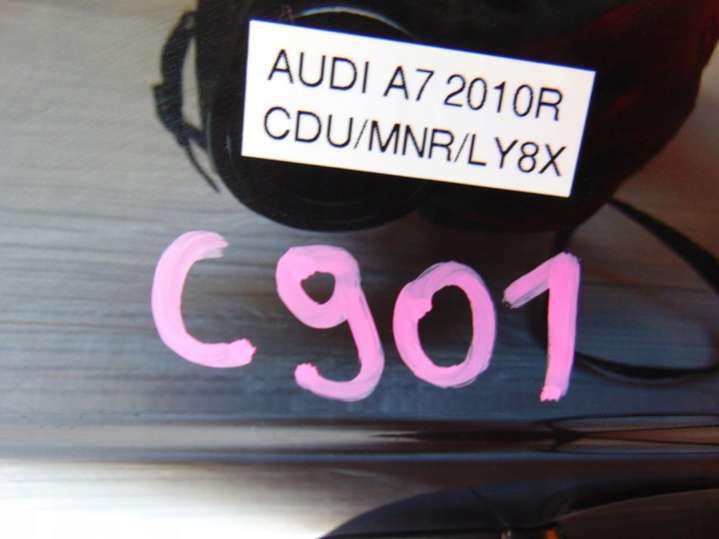 AUDI A7 2010R
CDU/MNR/LY8X
C901